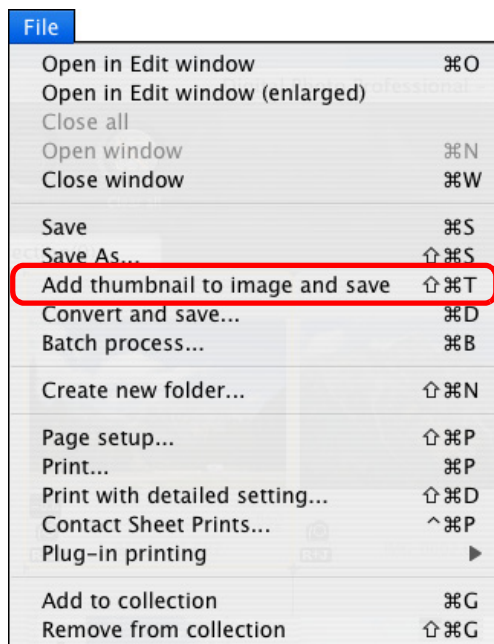 File
Open in Edit window ⌘O
Open in Edit window (enlarged)
Close all
Open window ⌘N
Close window ⌘W
Save ⌘S
Save As... ⇧⌘S
Add thumbnail to image and save ⇧⌘T
Convert and save... ⌘D
Batch process... ⌘B
Create new folder... ⇧⌘N
Page setup... ⇧⌘P
Print... ⌘P
Print with detailed setting... ⇧⌘D
Contact Sheet Prints... ^⌘P
Plug-in printing ▶
Add to collection ⌘G
Remove from collection ⇧⌘G